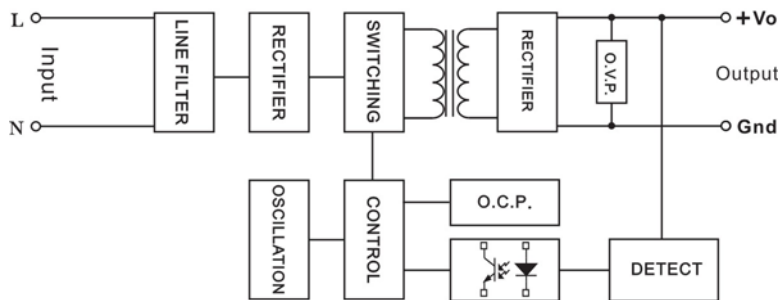 L
Input
N
LINE FILTER
RECTIFIER
SWITCHING
RECTIFIER
O.V.P.
+Vo
Output
Gnd
OSCILLATION
CONTROL
O.C.P.
DETECT